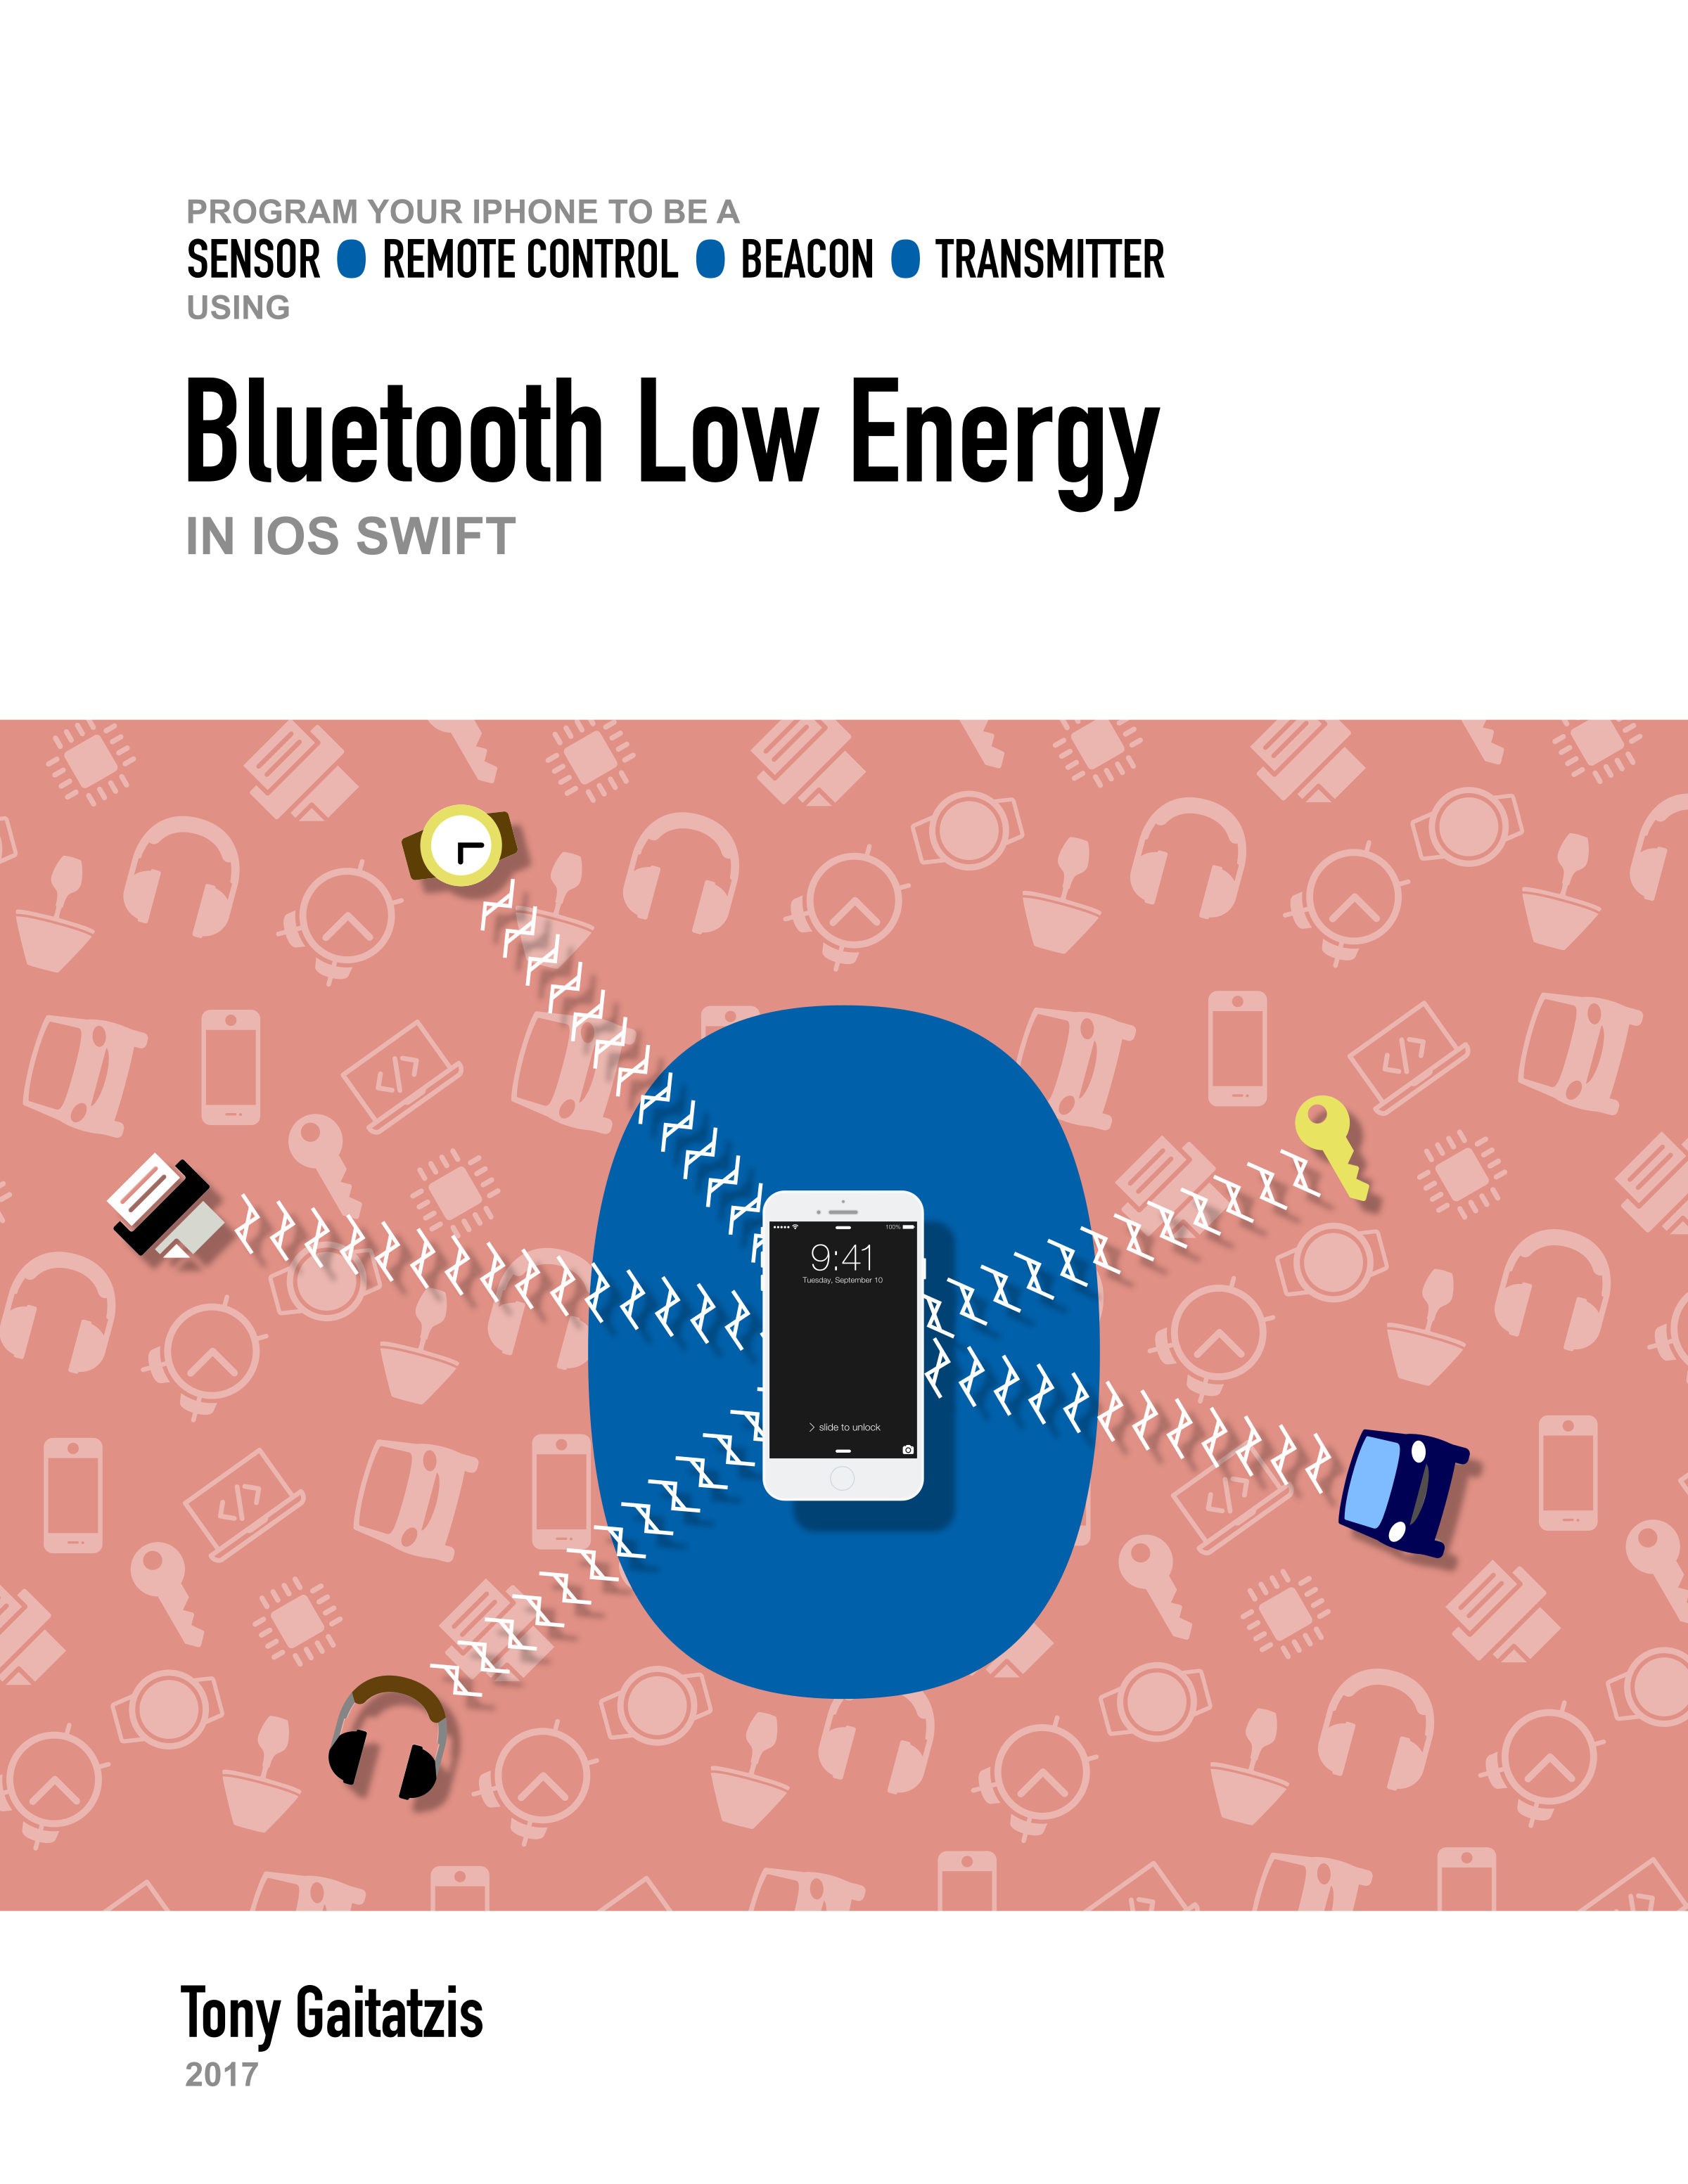 PROGRAM YOUR IPHONE TO BE A
SENSOR REMOTE CONTROL BEACON TRANSMITTER
USING
Bluetooth Low Energy
IN IOS SWIFT
100%
9:41
Tuesday, September 10
> slide to unlock
</>
</>
</>
</>
Tony Gaitatzis
2017